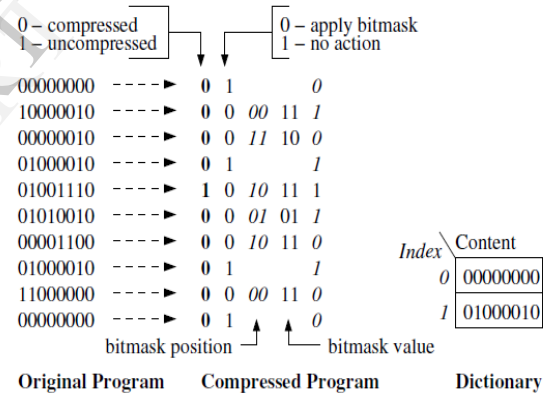 0 – compressed
1 – uncompressed
0 – apply bitmask
1 – no action
00000000 0 1 0
10000010 0 0 00 11 1
00000010 0 0 11 10 0
01000010 0 1 1
01001110 1 0 10 11 1
01010010 0 0 01 01 1
00001100 0 0 10 11 0
01000010 0 1 1
11000000 0 0 00 11 0
00000000 0 1 0
bitmask position
bitmask value
Index Content
0 00000000
1 01000010
Original Program Compressed Program Dictionary